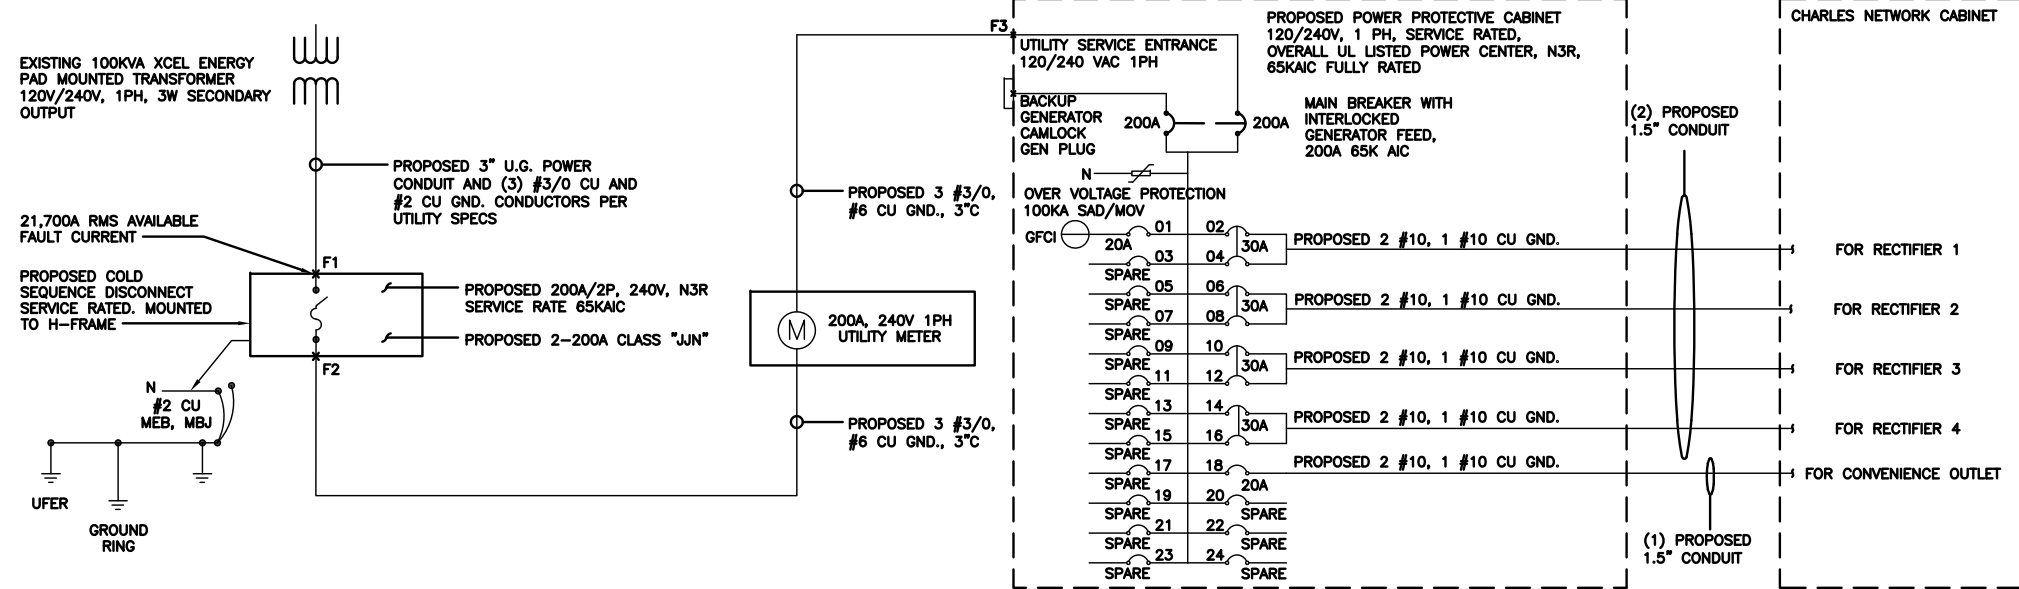 EXISTING 100KVA XCEL ENERGY
PAD MOUNTED TRANSFORMER
120V/240V, 1PH, 3W SECONDARY
OUTPUT
PROPOSED 3" U.G. POWER
CONDUIT AND (3) #3/0 CU AND
#2 CU GND. CONDUCTORS PER
UTILITY SPECS
21,700A RMS AVAILABLE
FAULT CURRENT
F1
PROPOSED COLD
SEQUENCE DISCONNECT
SERVICE RATED. MOUNTED
TO H-FRAME
PROPOSED 200A/2P, 240V, N3R
SERVICE RATE 65KAIC
PROPOSED 2-200A CLASS "JJN"
F2
N
#2 CU
MEB, MBJ
UFER
GROUND
RING
PROPOSED 3 #3/0,
#6 CU GND., 3"C
M
200A, 240V 1PH
UTILITY METER
PROPOSED 3 #3/0,
#6 CU GND., 3"C
F3
UTILITY SERVICE ENTRANCE
120/240 VAC 1PH
PROPOSED POWER PROTECTIVE CABINET
120/240V, 1 PH, SERVICE RATED,
OVERALL UL LISTED POWER CENTER, N3R,
65KAIC FULLY RATED
BACKUP
GENERATOR
CAMLOCK
GEN PLUG
200A
200A
MAIN BREAKER WITH
INTERLOCKED
GENERATOR FEED,
200A 65K AIC
N
OVER VOLTAGE PROTECTION
100KA SAD/MOV
GFCI
20A
01
02
30A
PROPOSED 2 #10, 1 #10 CU GND.
FOR RECTIFIER 1
SPARE
03
04
SPARE
05
06
30A
PROPOSED 2 #10, 1 #10 CU GND.
FOR RECTIFIER 2
SPARE
07
08
SPARE
09
10
30A
PROPOSED 2 #10, 1 #10 CU GND.
FOR RECTIFIER 3
SPARE
11
12
SPARE
13
14
30A
PROPOSED 2 #10, 1 #10 CU GND.
FOR RECTIFIER 4
SPARE
15
16
SPARE
17
18
20A
PROPOSED 2 #10, 1 #10 CU GND.
FOR CONVENIENCE OUTLET
SPARE
19
20
SPARE
SPARE
21
22
SPARE
SPARE
23
24
SPARE
(2) PROPOSED
1.5" CONDUIT
(1) PROPOSED
1.5" CONDUIT
CHARLES NETWORK CABINET